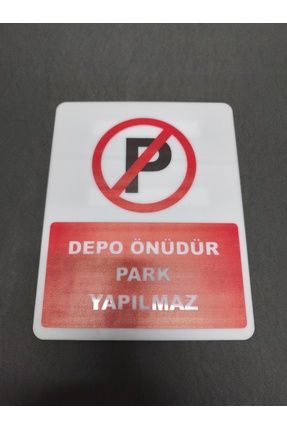 P
DEPO ÖNÜDÜR
PARK
YAPILMAZ